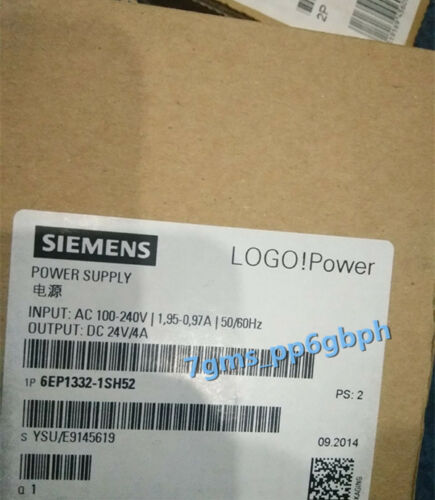 2P
SIEMENS
LOGO!Power
POWER SUPPLY
电源
INPUT: AC 100-240V | 1,95-0,97A | 50/60Hz
OUTPUT: DC 24V/4A
7gms_pp6gbph
1P 6EP1332-1SH52
PS: 2
S YSU/E9145619
09.2014
Q 1